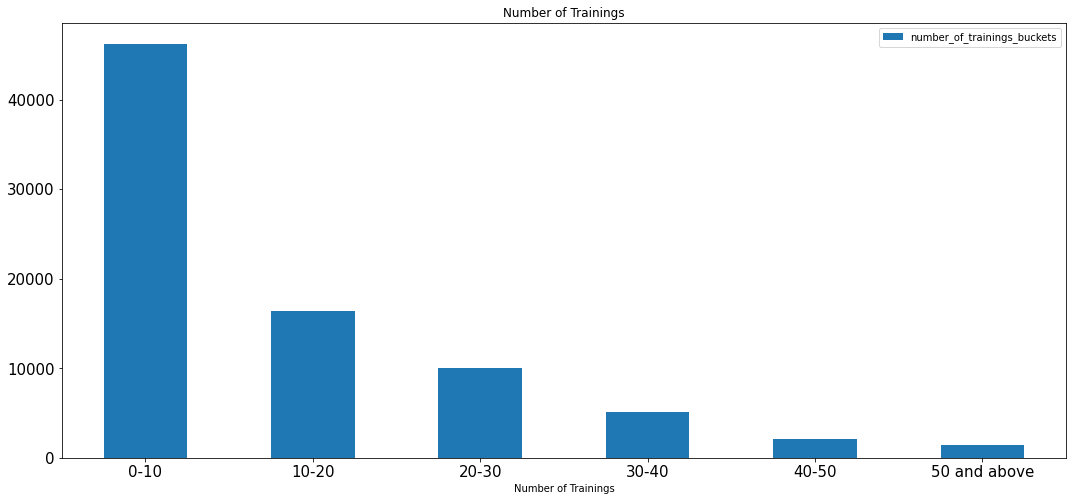 Number of Trainings
number_of_trainings_buckets
40000
30000
20000
10000
0
0-10 10-20 20-30 30-40 40-50 50 and above
Number of Trainings